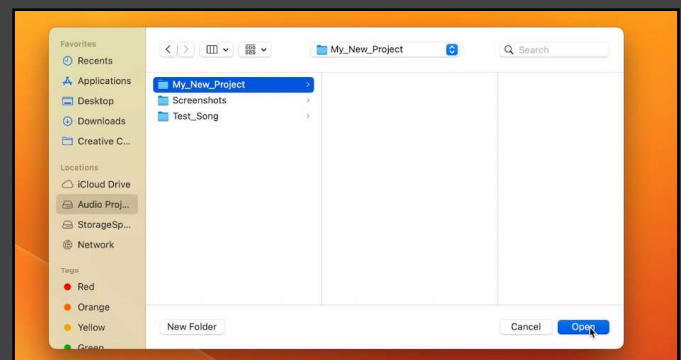 Favorites
Recents
Applications
Desktop
Downloads
Creative C...
Locations
iCloud Drive
Audio Proj...
StorageSp...
Network
Tags
Red
Orange
Yellow
Green
My_New_Project
Search
My_New_Project
Screenshots
Test_Song
New Folder
Cancel
Open